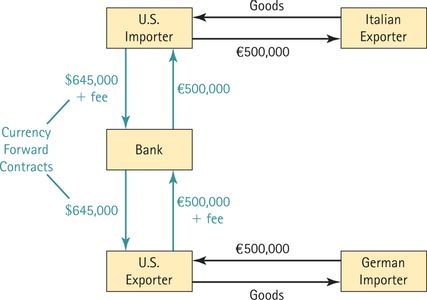 Goods
U.S.
Importer
Italian
Exporter
€500,000
$645,000
+ fee
€500,000
Currency
Forward
Contracts
Bank
$645,000
€500,000
+ fee
€500,000
U.S.
Exporter
German
Importer
Goods